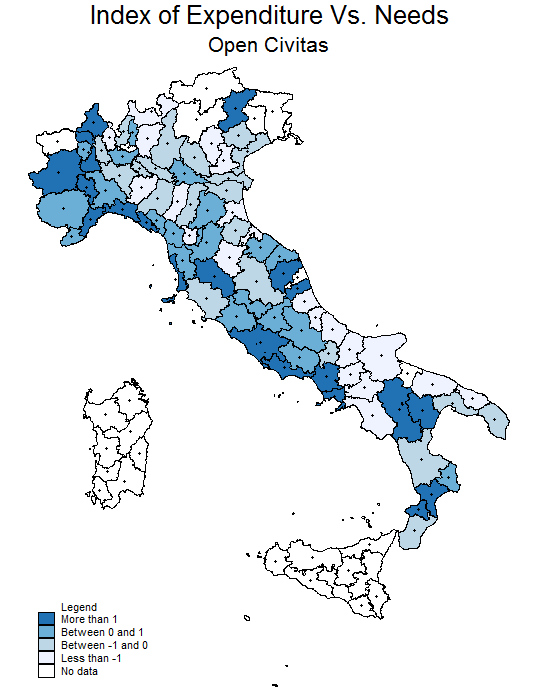 Index of Expenditure Vs. Needs
Open Civitas
Legend
More than 1
Between 0 and 1
Between -1 and 0
Less than -1
No data